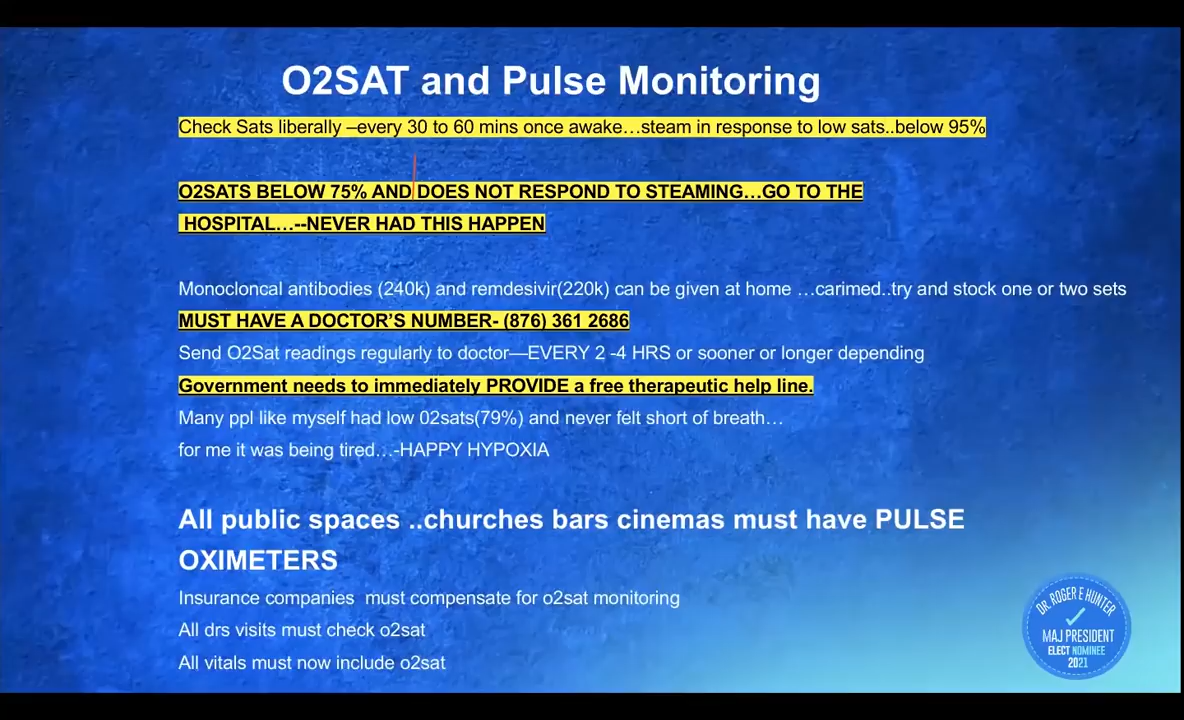 O2SAT and Pulse Monitoring
Check Sats liberally –every 30 to 60 mins once awake…steam in response to low sats..below 95%
O2SATS BELOW 75% AND DOES NOT RESPOND TO STEAMING…GO TO THE
HOSPITAL…--NEVER HAD THIS HAPPEN
Monocloncal antibodies (240k) and remdesivir(220k) can be given at home …carimed..try and stock one or two sets
MUST HAVE A DOCTOR’S NUMBER- (876) 361 2686
Send O2Sat readings regularly to doctor—EVERY 2 -4 HRS or sooner or longer depending
Government needs to immediately PROVIDE a free therapeutic help line.
Many ppl like myself had low 02sats(79%) and never felt short of breath…
for me it was being tired…-HAPPY HYPOXIA
All public spaces ..churches bars cinemas must have PULSE
OXIMETERS
Insurance companies  must compensate for o2sat monitoring
All drs visits must check o2sat
All vitals must now include o2sat
DR. ROGER E HUNTER
MAJ PRESIDENT
ELECT NOMINEE
2021